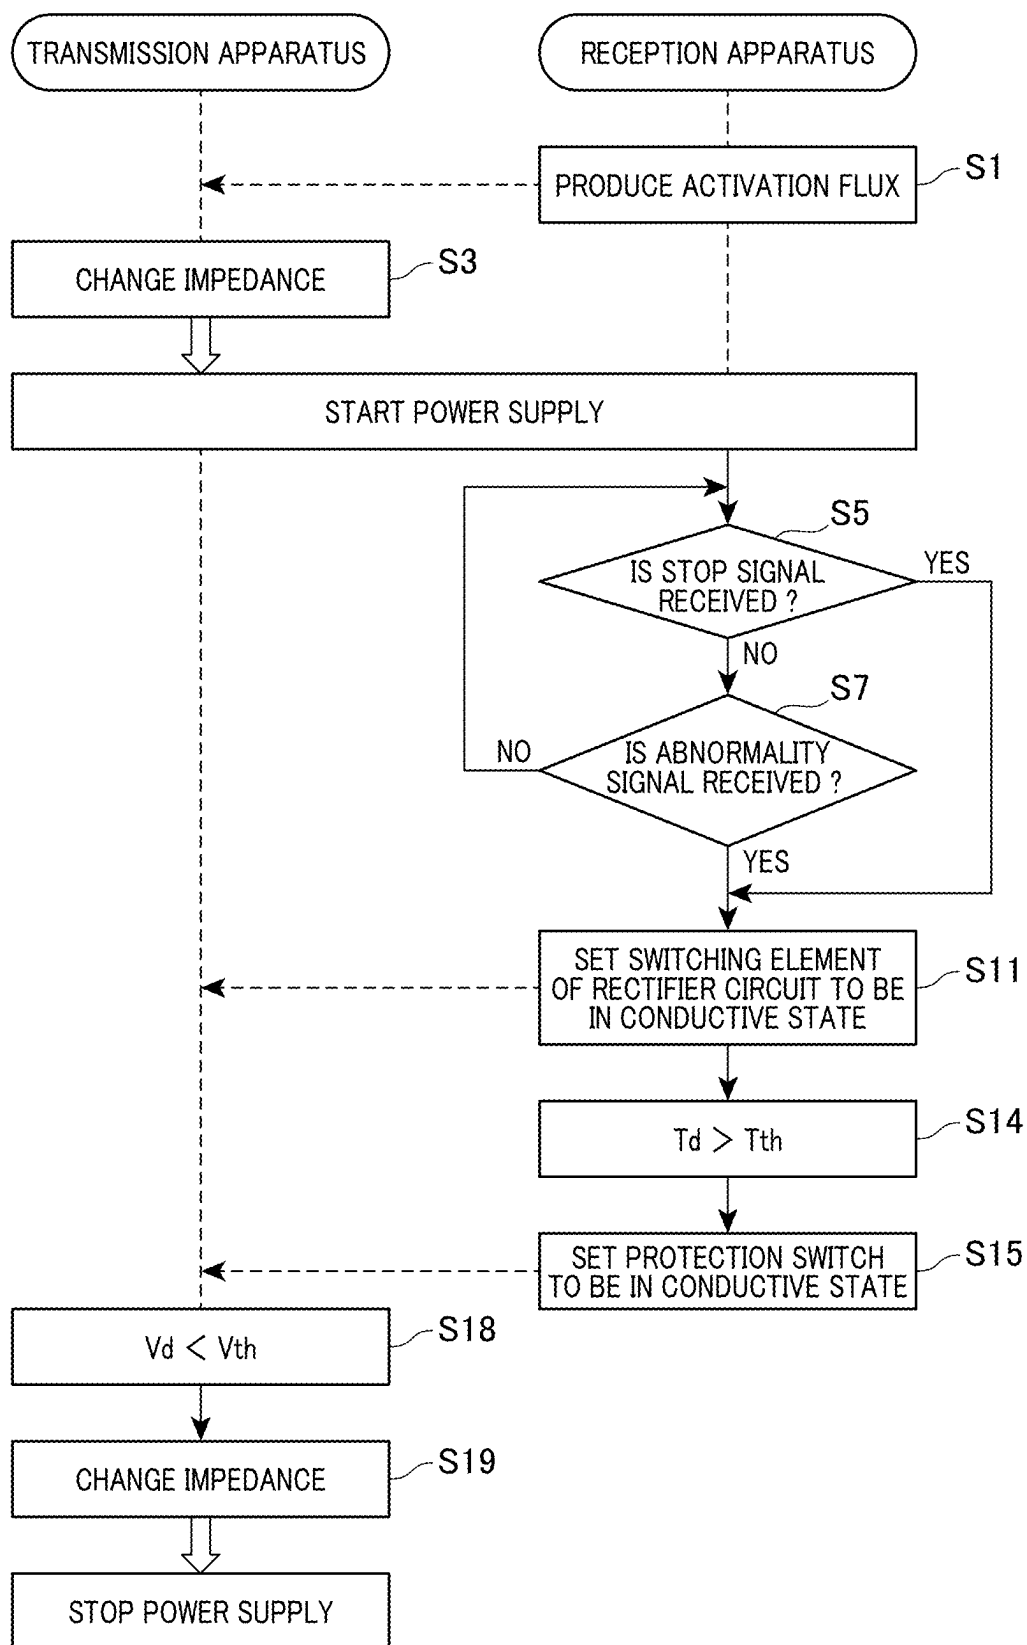 TRANSMISSION APPARATUS
RECEPTION APPARATUS
PRODUCE ACTIVATION FLUX
S1
CHANGE IMPEDANCE
S3
START POWER SUPPLY
S5
IS STOP SIGNAL
RECEIVED ?
YES
NO
S7
IS ABNORMALITY
SIGNAL RECEIVED ?
NO
YES
SET SWITCHING ELEMENT
OF RECTIFIER CIRCUIT TO BE
IN CONDUCTIVE STATE
S11
Td > Tth
S14
SET PROTECTION SWITCH
TO BE IN CONDUCTIVE STATE
S15
Vd < Vth
S18
CHANGE IMPEDANCE
S19
STOP POWER SUPPLY